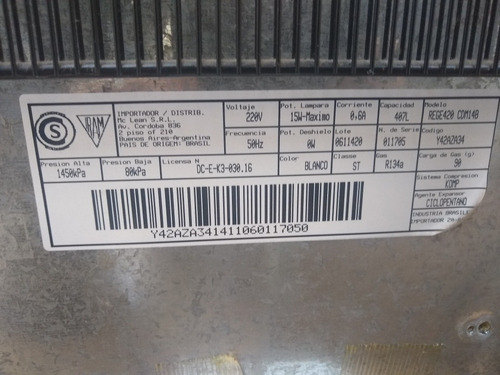 S
IRAM
IMPORTADOR / DISTRIB.
Mc Lean S.R.L.
Av. Cordoba 836
2 piso of 210
Buenos Aires-Argentina
PAIS DE ORIGEM: BRASIL
Voltaje
220V
Pot. Lampara
15W-Maximo
Corriente
0,6A
Capacidad
407L
Modelo
REGE420 CDM14B
Frecuencia
50Hz
Pot. Deshielo
0W
Lote
0611420
N. de Serie
011705
Codigo
Y42AZA34
Presion Alta
1450kPa
Presion Baja
80kPa
Licensa N
DC-E-K3-030.16
Color
BLANCO
Classe
ST
Gas
R134a
Carga de Gas (g)
90
Sistema Compresion
COMP
Agente Expansor
CICLOPENTANO
INDUSTRIA BRASILE
IMPORTADOR 20-
Y42AZA341411060117050